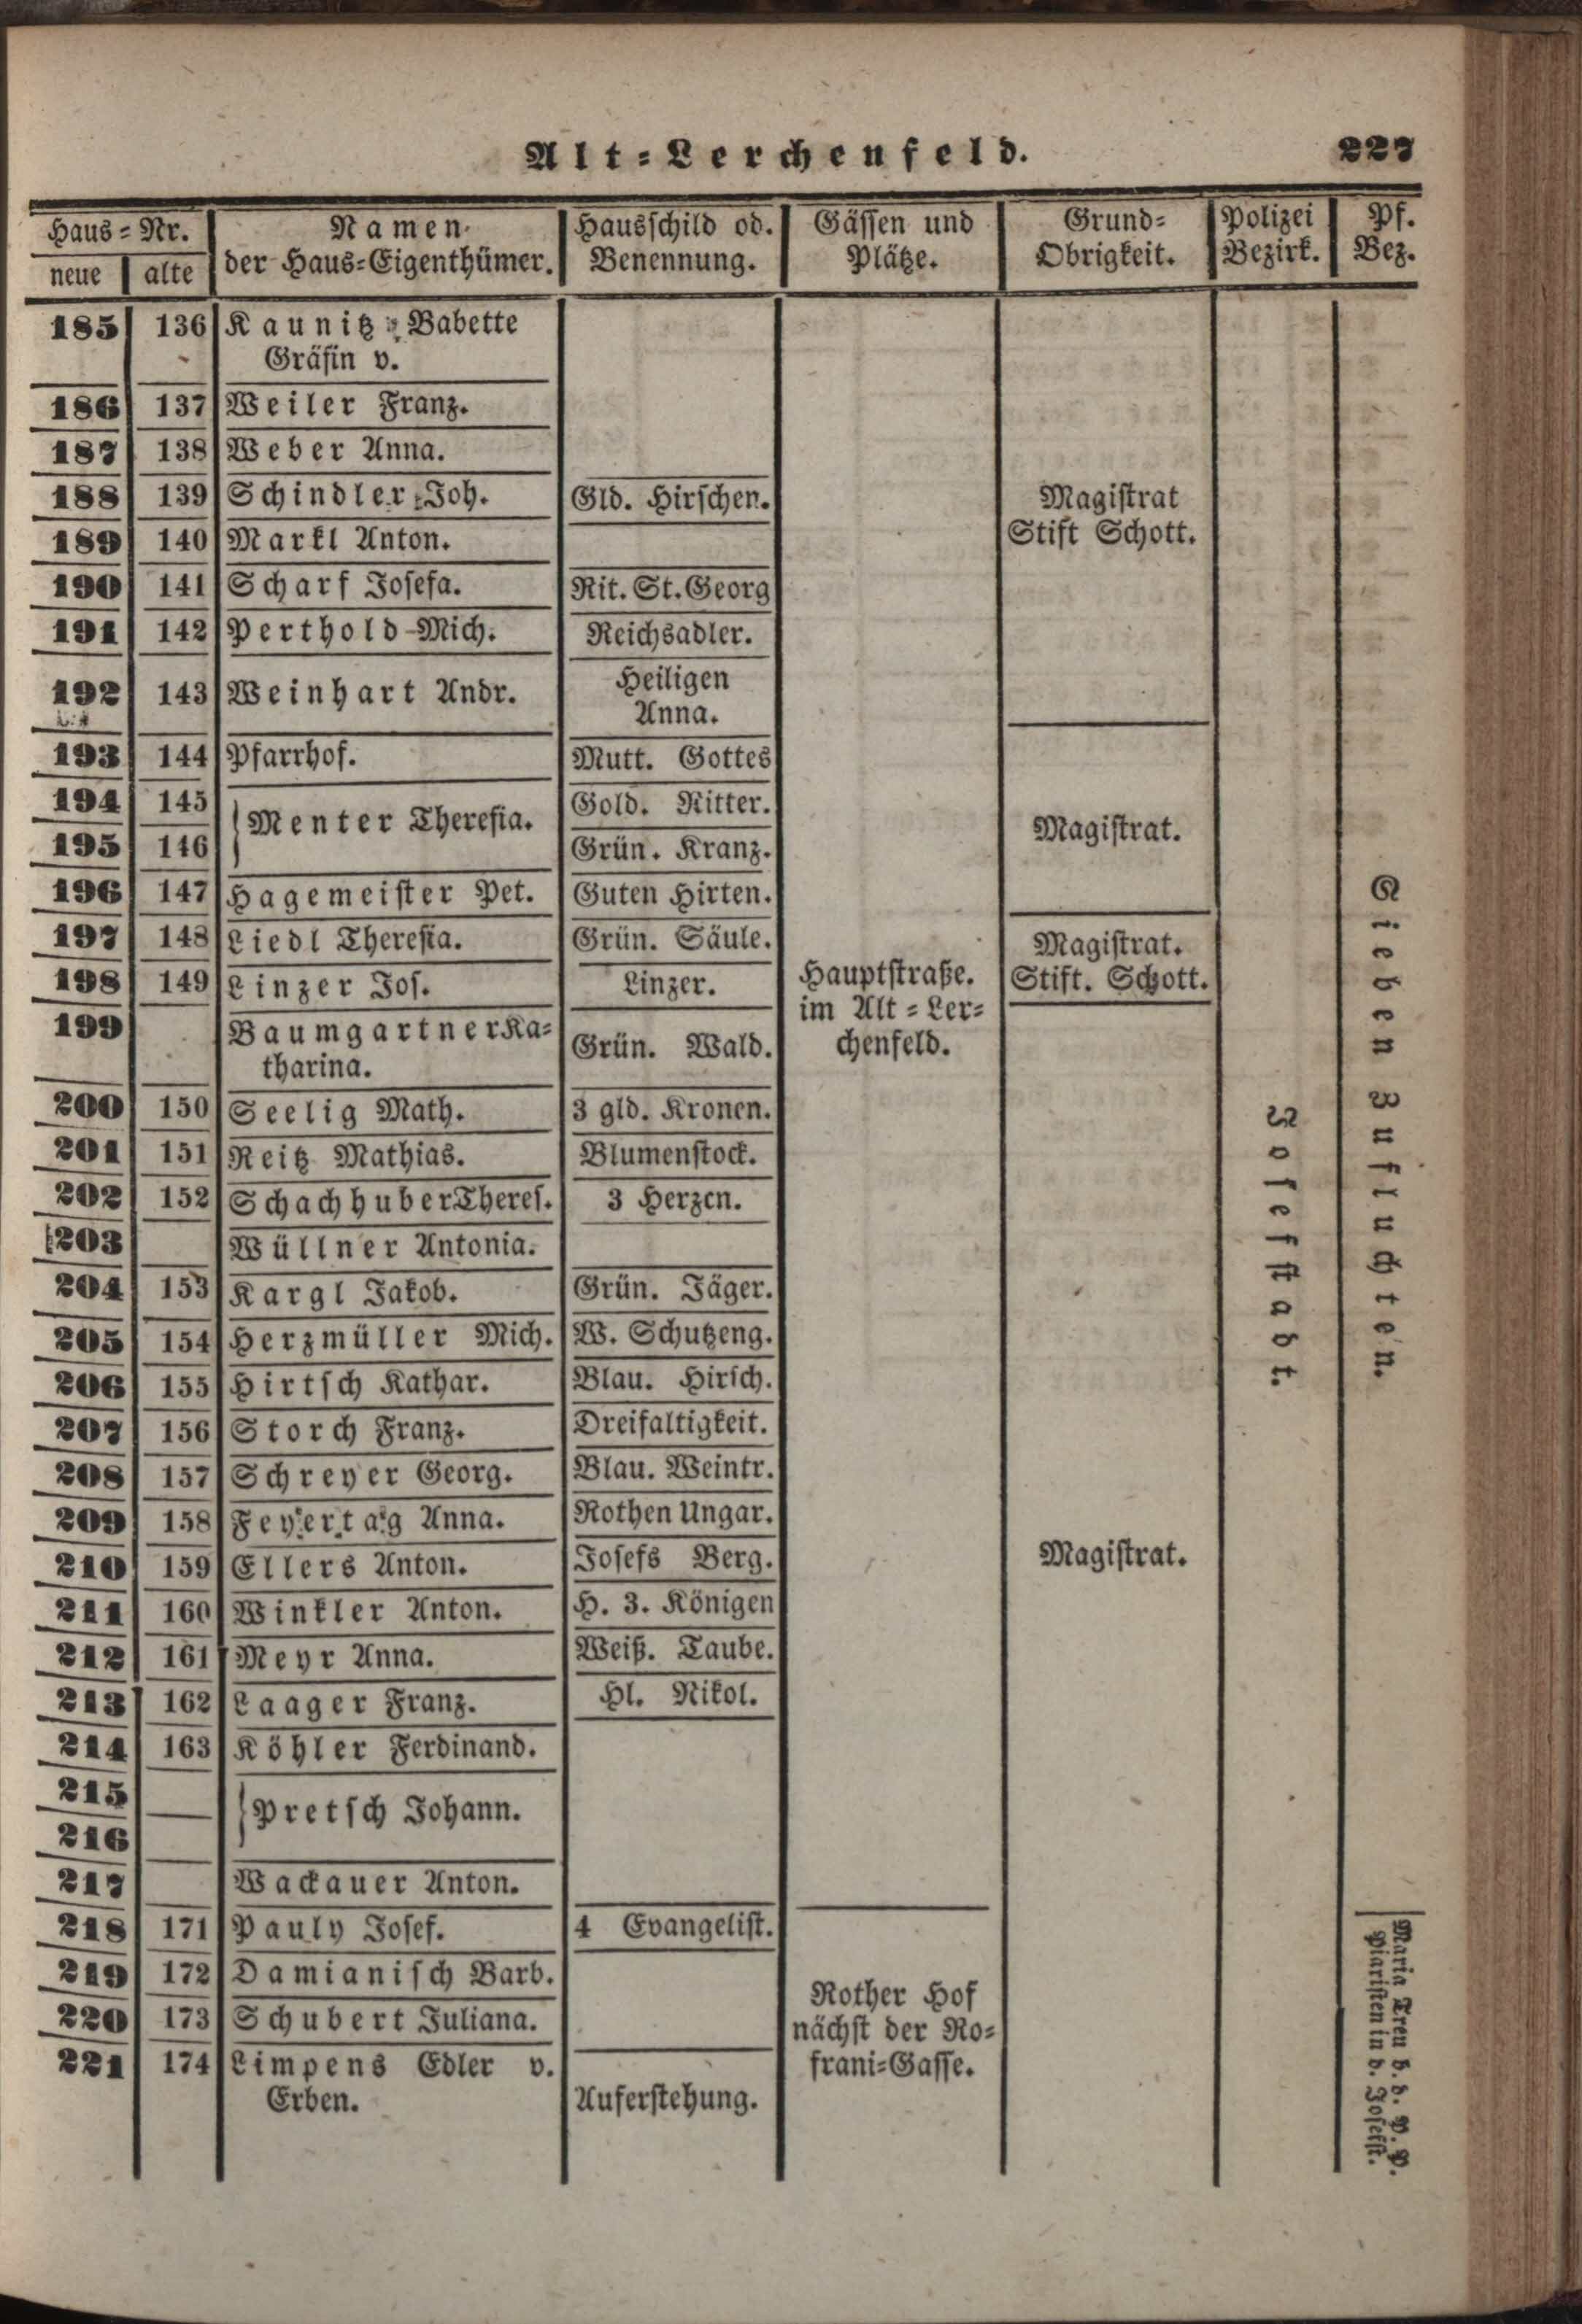 Alt-Lerchenfeld. 227
Haus-Nr. Namen der Haus-Eigenthümer. Hausschild od. Benennung. Gässen und Plätze. Grund-Obrigkeit. Polizei Bezirk. Pf. Bez.
neue alte
185 136 Kaunitz Babette
Gräfin v.
186 137 Weiler Franz.
187 138 Weber Anna.
188 139 Schindler Joh. Gld. Hirschen. Magistrat
189 140 Markl Anton. Stift Schott.
190 141 Scharf Josefa. Rit. St. Georg
191 142 Perthold Mich. Reichsadler.
192 143 Weinhart Andr. Heiligen
Anna.
193 144 Pfarrhof. Mutt. Gottes
194 145 Menter Theresia. Gold. Ritter. Magistrat.
195 146 Grün. Kranz.
196 147 Hagemeister Pet. Guten Hirten.
197 148 Liedl Theresia. Grün. Säule. Magistrat.
198 149 Linzer Jos. Linzer. Hauptstraße. Stift. Schott.
199 Baumgartner Ka- Grün. Wald. im Alt-Ler-
tharina. chenfeld.
200 150 Seelig Math. 3 gld. Kronen.
201 151 Reitz Mathias. Blumenstock.
202 152 Schachhuber Theres. 3 Herzen.
203 Wüllner Antonia.
204 153 Kargl Jakob. Grün. Jäger.
205 154 Herzmüller Mich. W. Schutzeng.
206 155 Hirtsch Kathar. Blau. Hirsch.
207 156 Storch Franz. Dreifaltigkeit.
208 157 Schreyer Georg. Blau. Weintr.
209 158 Feyertag Anna. Rothen Ungar.
210 159 Ellers Anton. Josefs Berg. Magistrat.
211 160 Winkler Anton. H. 3. Königen
212 161 Meyr Anna. Weiß. Taube.
213 162 Laager Franz. Hl. Nikol.
214 163 Köhler Ferdinand.
215 — Pretsch Johann.
216
217 Wackauer Anton.
218 171 Pauly Josef. 4 Evangelist.
219 172 Damianisch Barb. Rother Hof
220 173 Schubert Juliana. nächst der Ro-
221 174 Limpens Edler v. frani-Gasse.
Erben. Auferstehung.
Josefstadt.
Sieben Zuflüchten.
Maria Treu b. d. P. P.
Piaristen in d. Josefst.